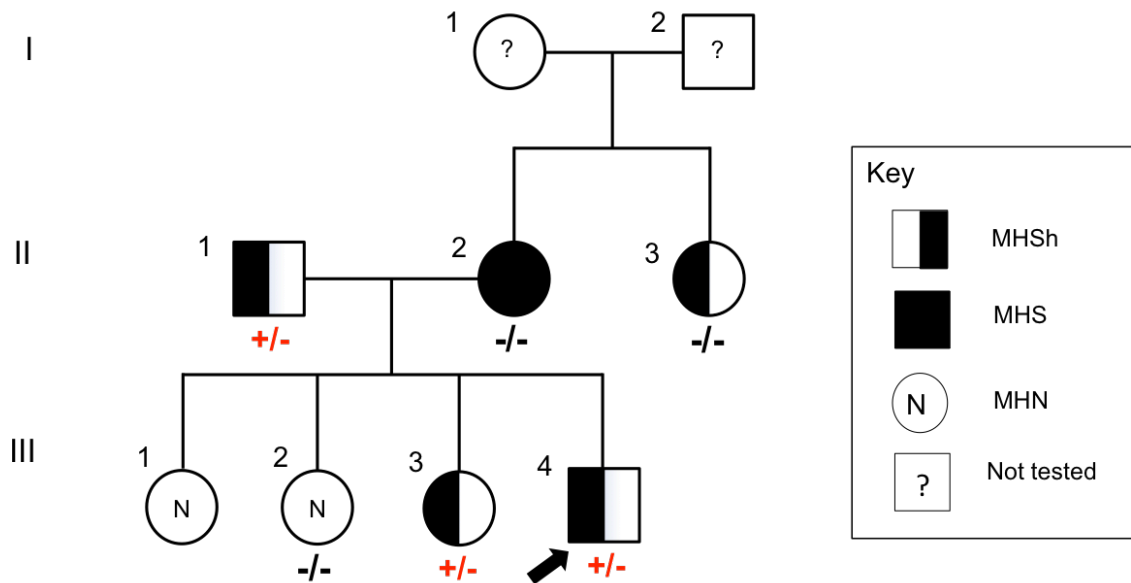 I
1
?
2
?
II
1
+/-
2
-/-
3
-/-
III
1
N
2
N
-/-
3
+/-
4
+/-
Key
MHSh
MHS
N
MHN
?
Not tested